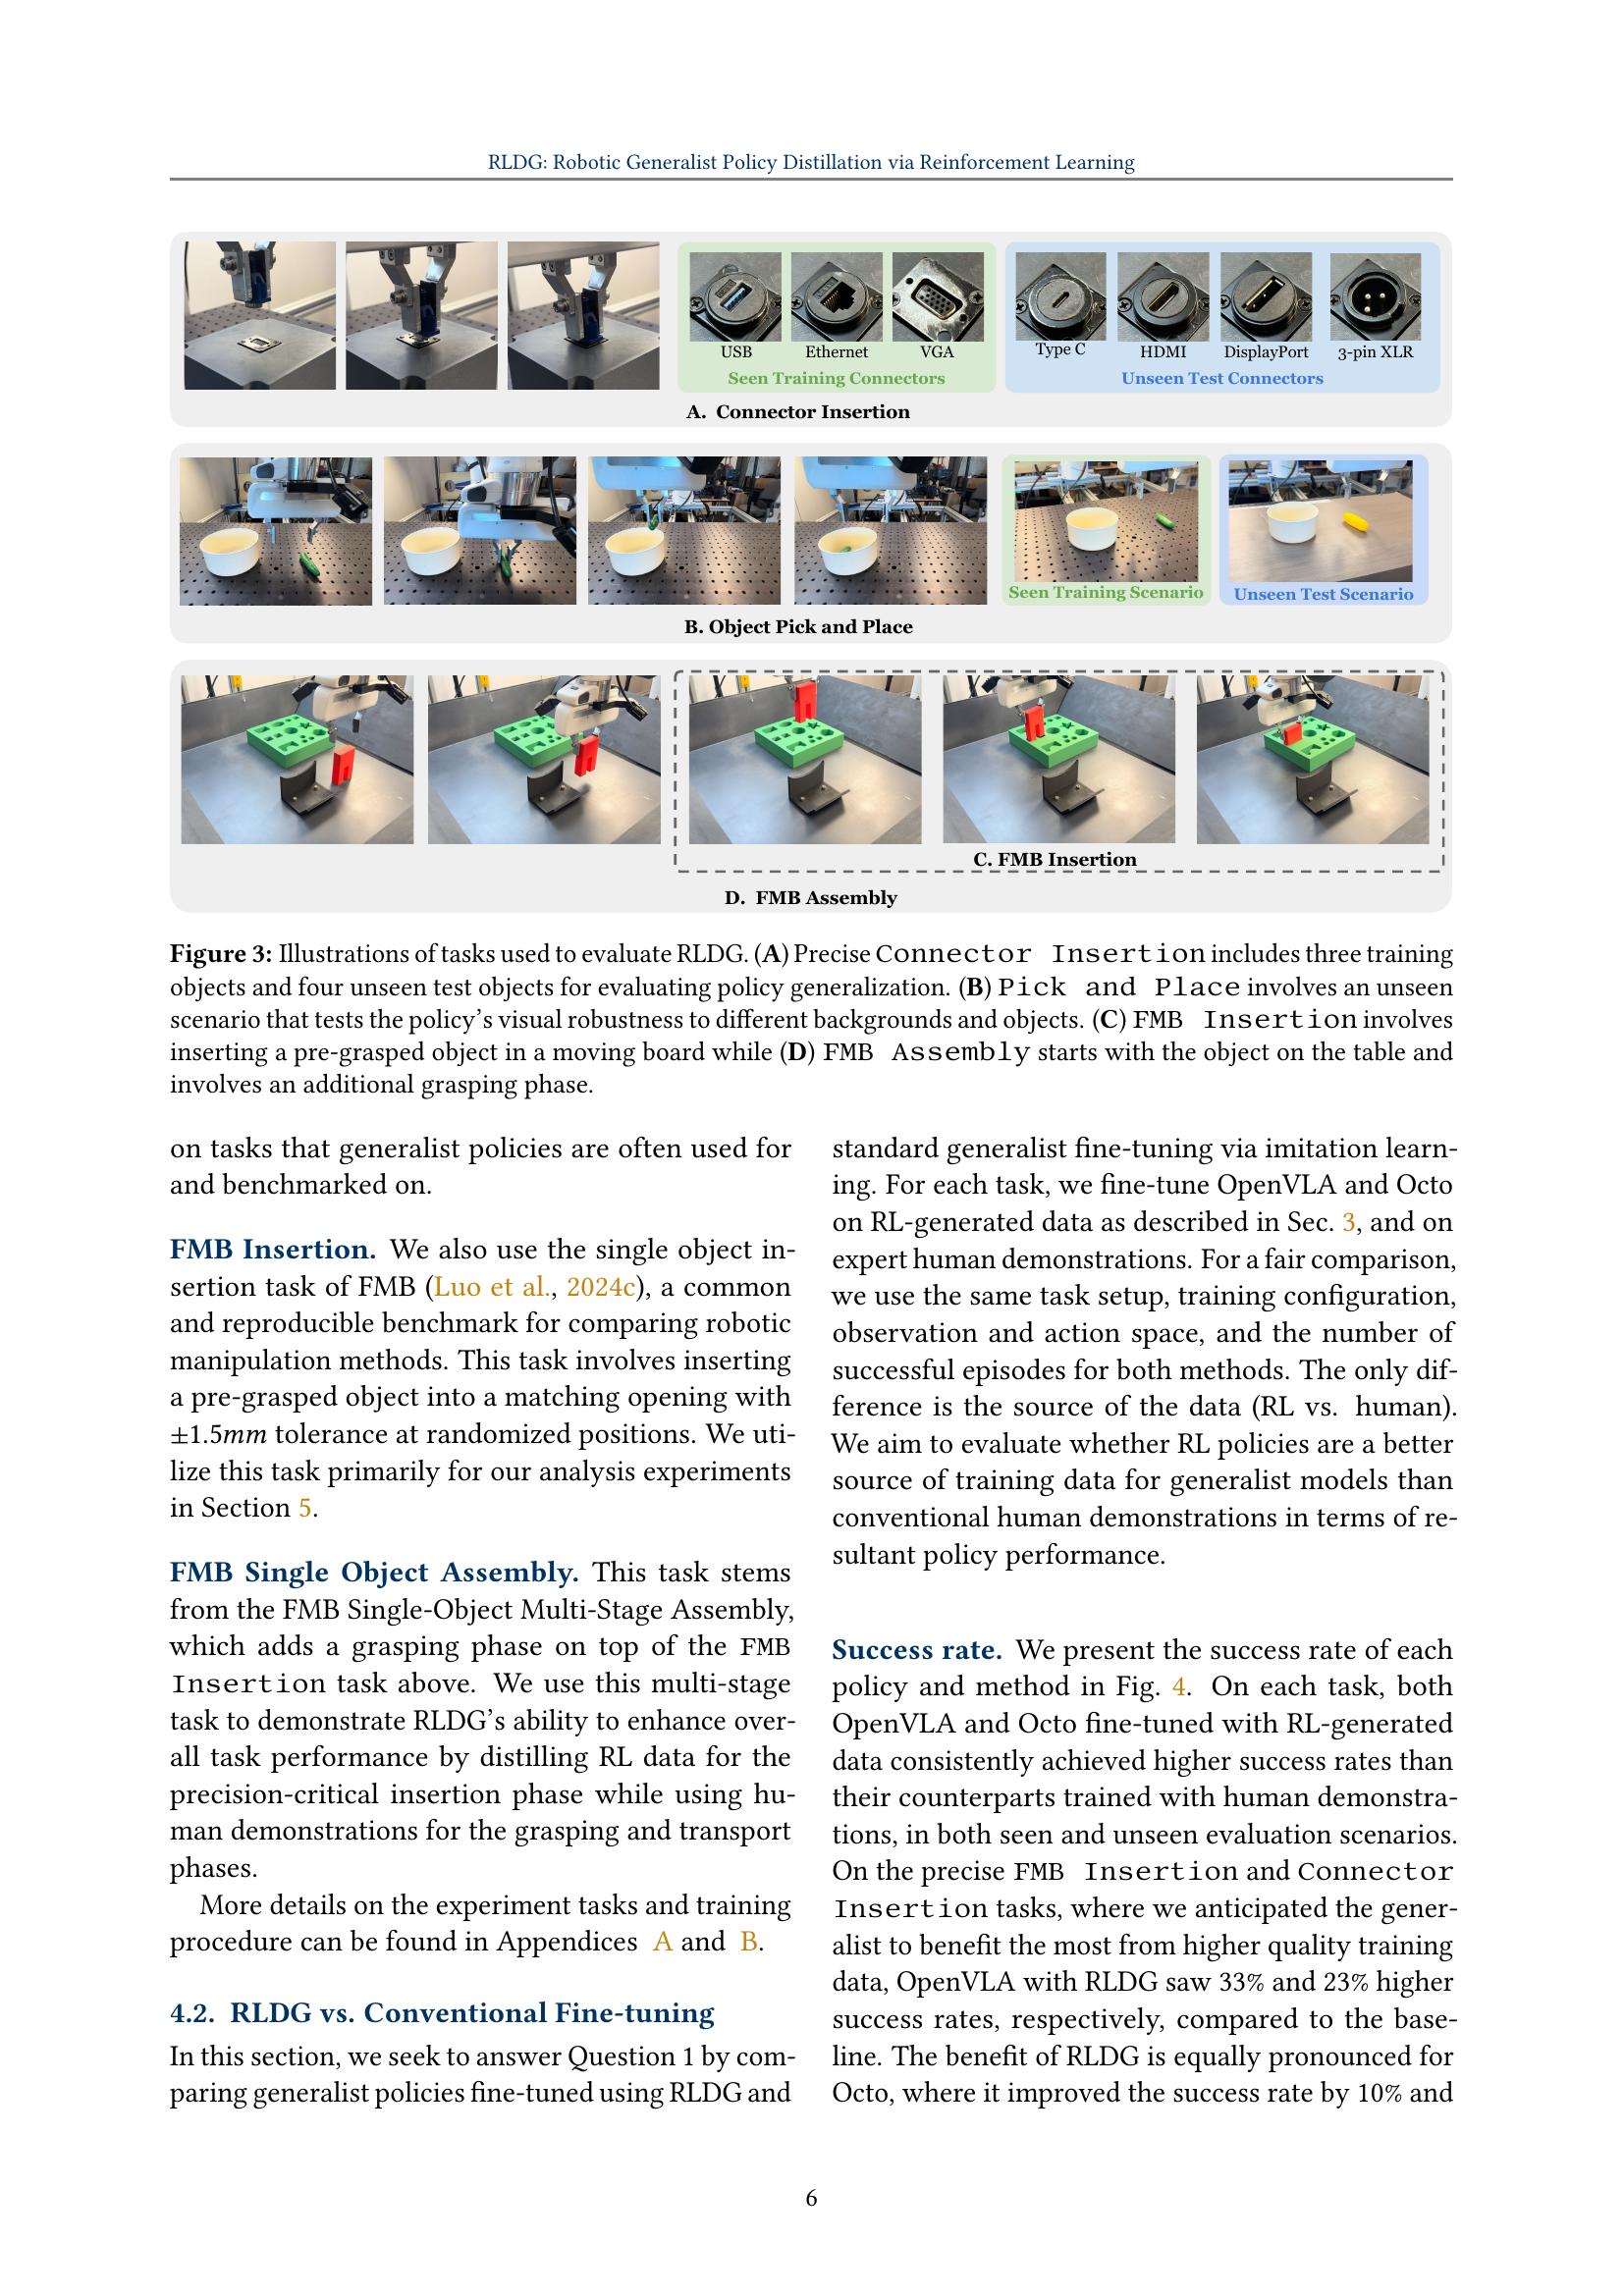 RLDG: Robotic Generalist Policy Distillation via Reinforcement Learning
USB
Ethernet
VGA
Seen Training Connectors
Type C
HDMI
DisplayPort
3-pin XLR
Unseen Test Connectors
A. Connector Insertion
Seen Training Scenario
Unseen Test Scenario
B. Object Pick and Place
C. FMB Insertion
D. FMB Assembly
Figure 3: Illustrations of tasks used to evaluate RLDG. (A) Precise Connector Insertion includes three training
objects and four unseen test objects for evaluating policy generalization. (B) Pick and Place involves an unseen
scenario that tests the policy's visual robustness to different backgrounds and objects. (C) FMB Insertion involves
inserting a pre-grasped object in a moving board while (D) FMB Assembly starts with the object on the table and
involves an additional grasping phase.
on tasks that generalist policies are often used for
and benchmarked on.
FMB Insertion. We also use the single object in-
sertion task of FMB (Luo et al., 2024c), a common
and reproducible benchmark for comparing robotic
manipulation methods. This task involves inserting
a pre-grasped object into a matching opening with
±1.5mm tolerance at randomized positions. We uti-
lize this task primarily for our analysis experiments
in Section 5.
FMB Single Object Assembly. This task stems
from the FMB Single-Object Multi-Stage Assembly,
which adds a grasping phase on top of the FMB
Insertion task above. We use this multi-stage
task to demonstrate RLDG's ability to enhance over-
all task performance by distilling RL data for the
precision-critical insertion phase while using hu-
man demonstrations for the grasping and transport
phases.
More details on the experiment tasks and training
procedure can be found in Appendices A and B.
4.2. RLDG vs. Conventional Fine-tuning
In this section, we seek to answer Question 1 by com-
paring generalist policies fine-tuned using RLDG and
standard generalist fine-tuning via imitation learn-
ing. For each task, we fine-tune OpenVLA and Octo
on RL-generated data as described in Sec. 3, and on
expert human demonstrations. For a fair comparison,
we use the same task setup, training configuration,
observation and action space, and the number of
successful episodes for both methods. The only dif-
ference is the source of the data (RL vs. human).
We aim to evaluate whether RL policies are a better
source of training data for generalist models than
conventional human demonstrations in terms of re-
sultant policy performance.
Success rate. We present the success rate of each
policy and method in Fig. 4. On each task, both
OpenVLA and Octo fine-tuned with RL-generated
data consistently achieved higher success rates than
their counterparts trained with human demonstra-
tions, in both seen and unseen evaluation scenarios.
On the precise FMB Insertion and Connector
Insertion tasks, where we anticipated the gener-
alist to benefit the most from higher quality training
data, OpenVLA with RLDG saw 33% and 23% higher
success rates, respectively, compared to the base-
line. The benefit of RLDG is equally pronounced for
Octo, where it improved the success rate by 10% and
6